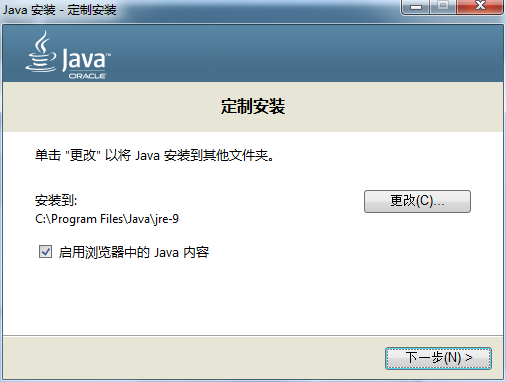 Java 安装 - 定制安装
Java™
ORACLE
定制安装
单击 "更改" 以将 Java 安装到其他文件夹。
安装到:
更改(C)...
C:\Program Files\Java\jre-9
启用浏览器中的 Java 内容
下一步(N) >